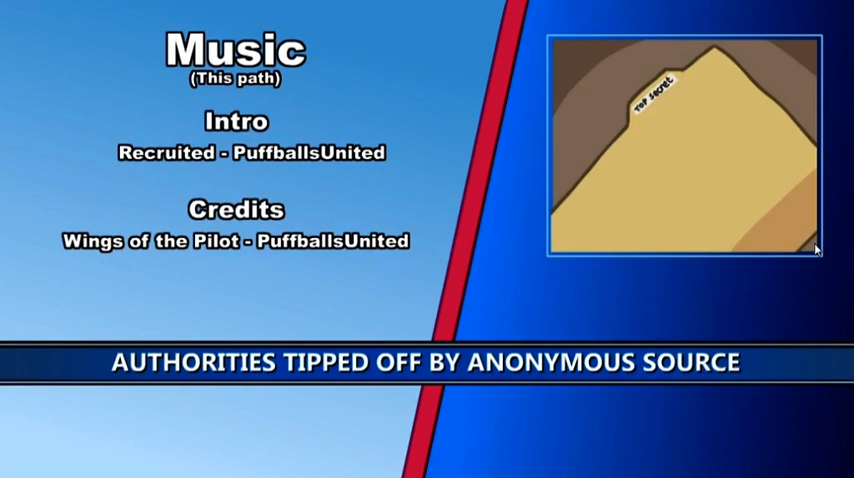 Music
(This path)
Intro
Recruited - PuffballsUnited
Credits
Wings of the Pilot - PuffballsUnited
TOP Secret
AUTHORITIES TIPPED OFF BY ANONYMOUS SOURCE